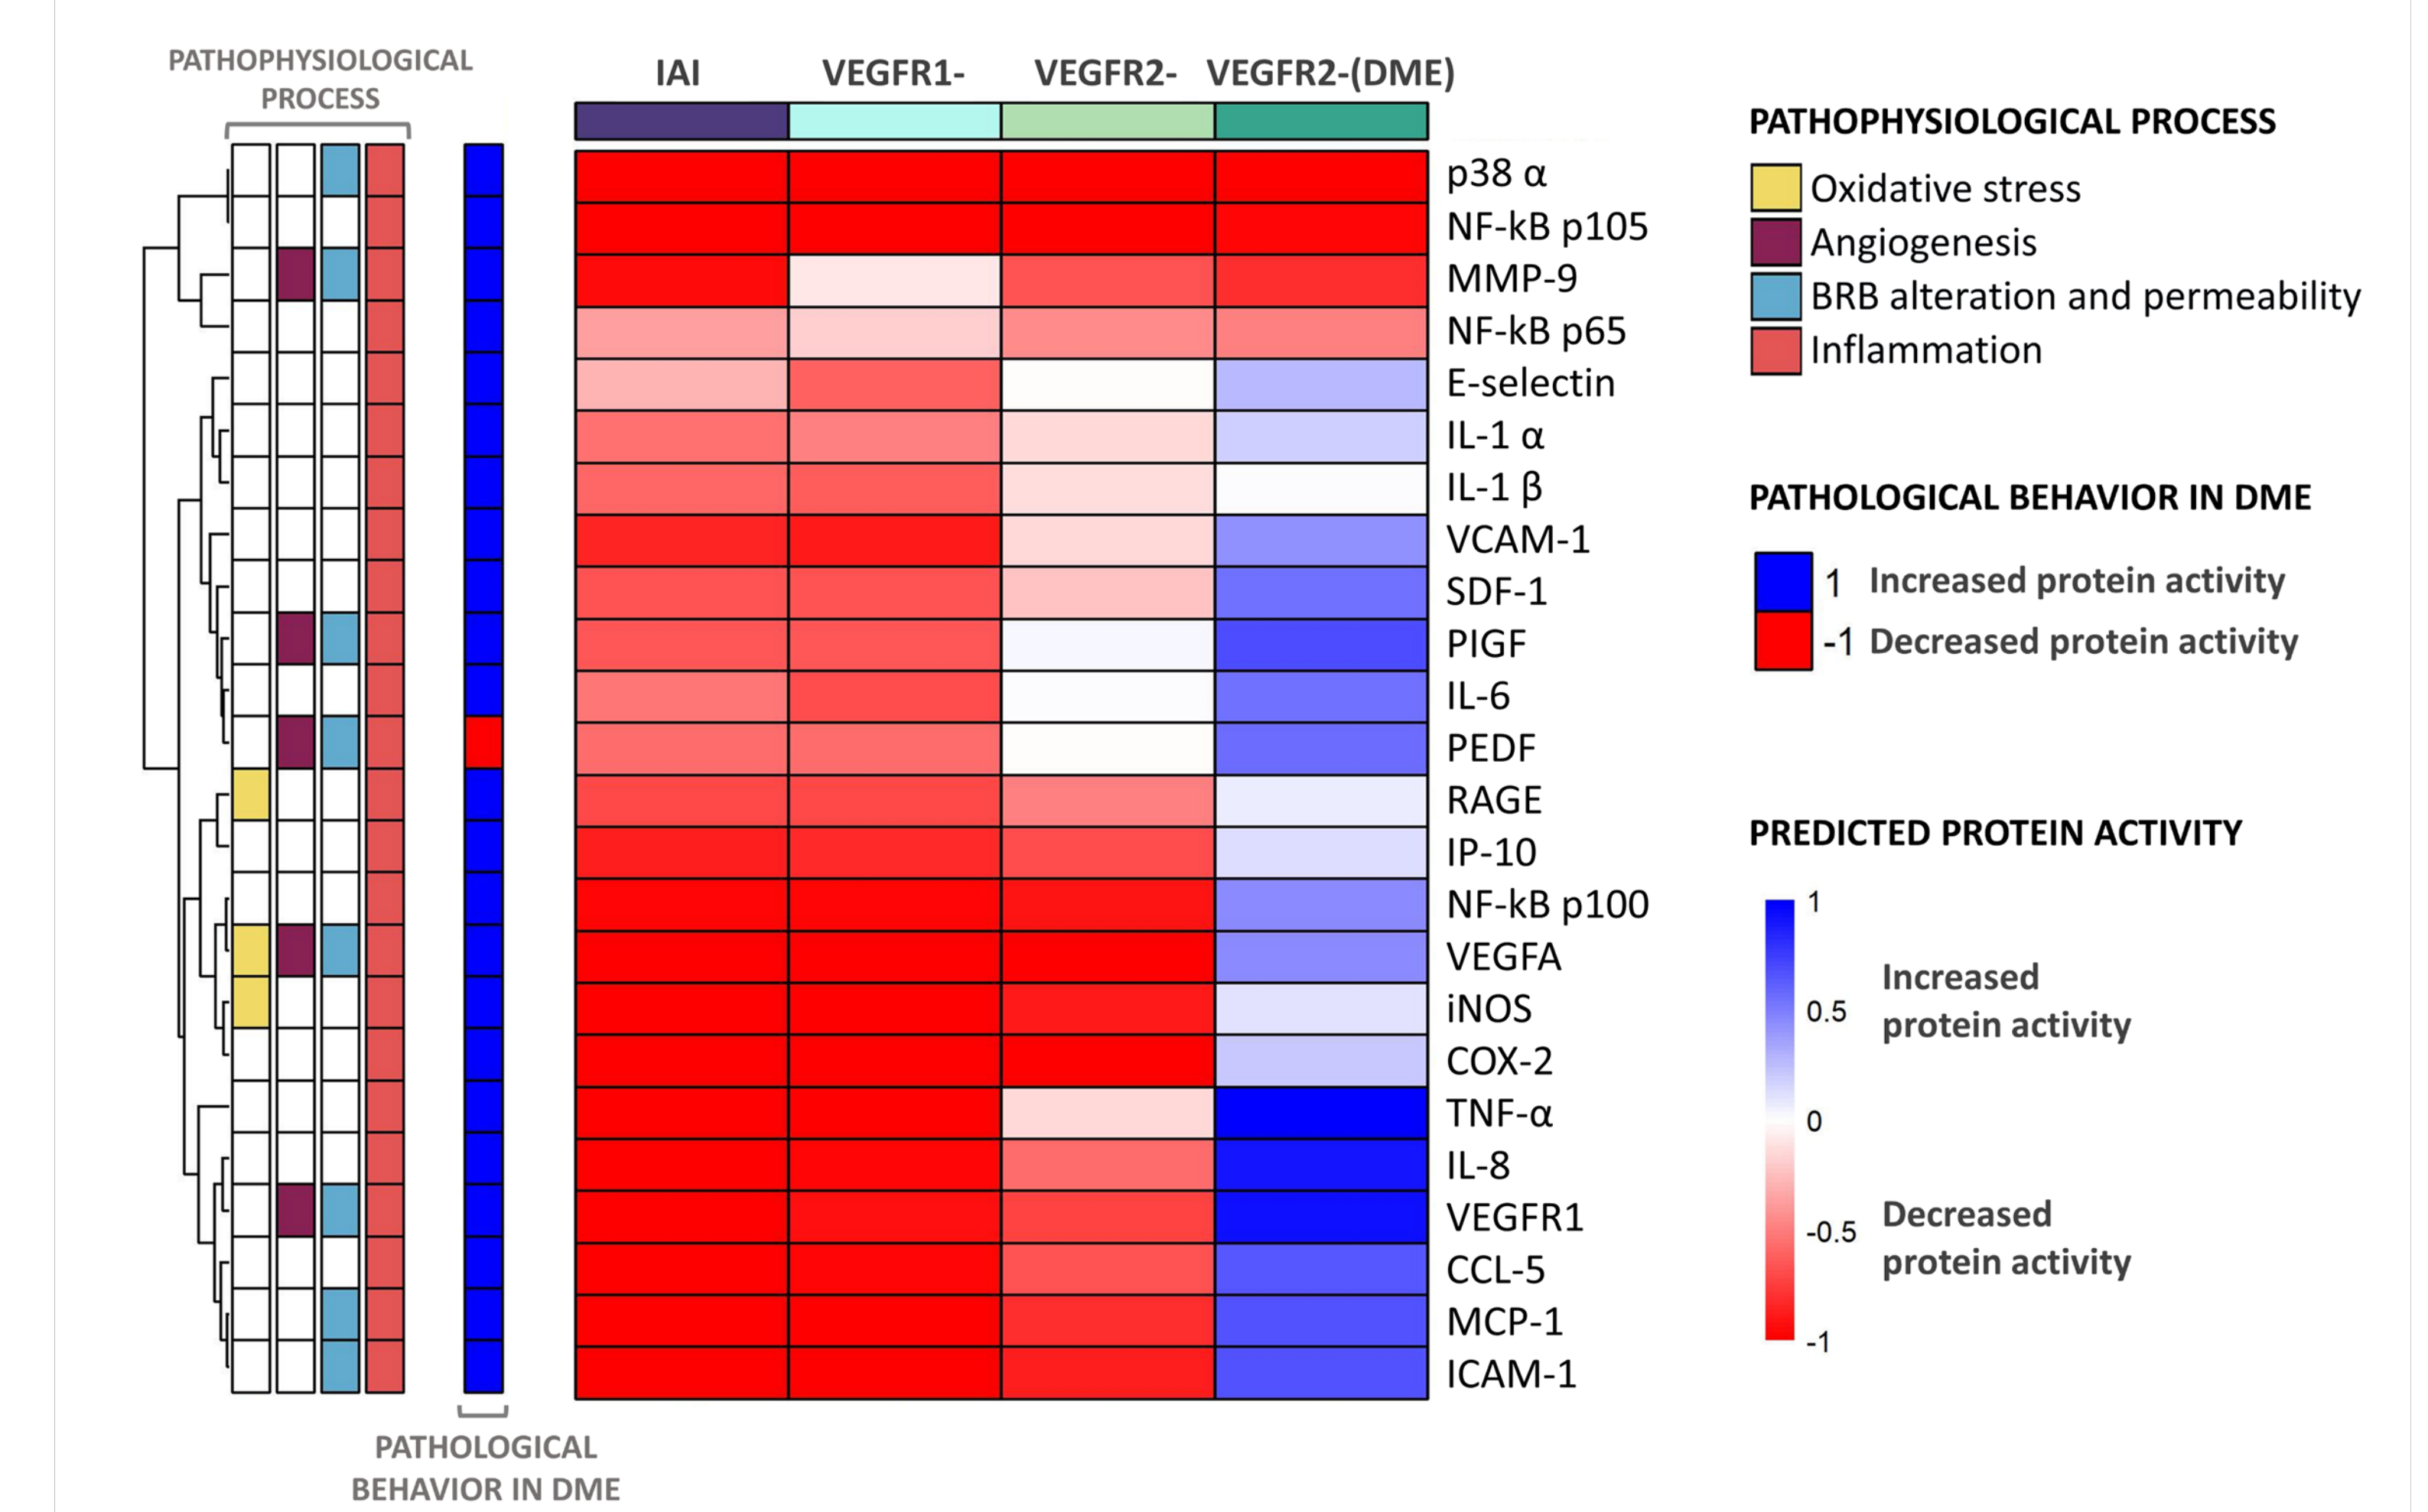 PATHOPHYSIOLOGICAL
PROCESS
IAI
VEGFR1-
VEGFR2-
VEGFR2-(DME)
p38 α
NF-kB p105
MMP-9
NF-kB p65
E-selectin
IL-1 α
IL-1 β
VCAM-1
SDF-1
PIGF
IL-6
PEDF
RAGE
IP-10
NF-kB p100
VEGFA
iNOS
COX-2
TNF-α
IL-8
VEGFR1
CCL-5
MCP-1
ICAM-1
PATHOLOGICAL
BEHAVIOR IN DME
PATHOPHYSIOLOGICAL PROCESS
Oxidative stress
Angiogenesis
BRB alteration and permeability
Inflammation
PATHOLOGICAL BEHAVIOR IN DME
1 Increased protein activity
-1 Decreased protein activity
PREDICTED PROTEIN ACTIVITY
1
0.5
0
-0.5
-1
Increased
protein activity
Decreased
protein activity